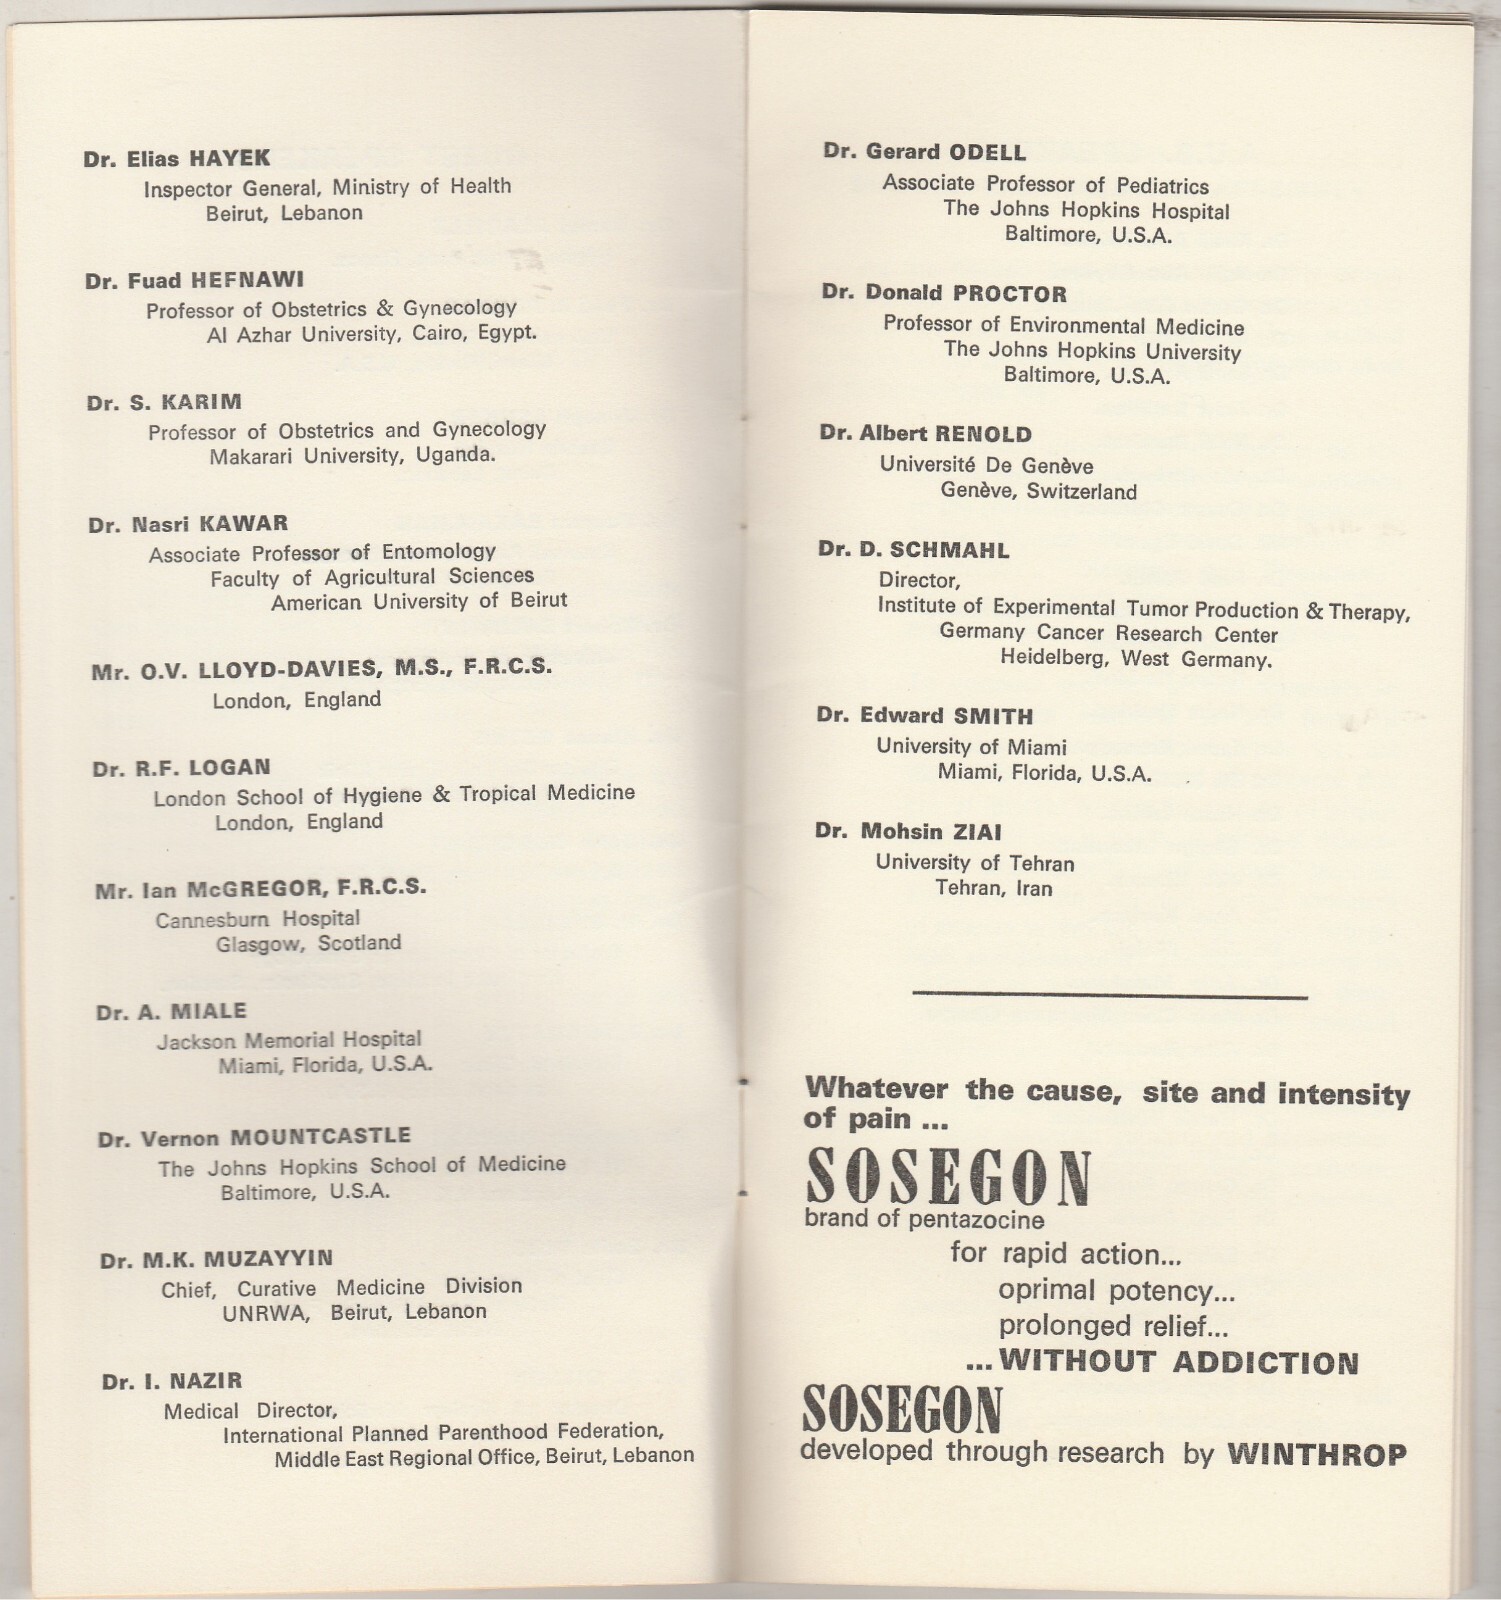 Dr. Elias HAYEK
Inspector General, Ministry of Health
Beirut, Lebanon
Dr. Fuad HEFNAWI
Professor of Obstetrics & Gynecology
Al Azhar University, Cairo, Egypt.
Dr. S. KARIM
Professor of Obstetrics and Gynecology
Makarari University, Uganda.
Dr. Nasri KAWAR
Associate Professor of Entomology
Faculty of Agricultural Sciences
American University of Beirut
Mr. O.V. LLOYD-DAVIES, M.S., F.R.C.S.
London, England
Dr. R.F. LOGAN
London School of Hygiene & Tropical Medicine
London, England
Mr. Ian McGREGOR, F.R.C.S.
Cannesburn Hospital
Glasgow, Scotland
Dr. A. MIALE
Jackson Memorial Hospital
Miami, Florida, U.S.A.
Dr. Vernon MOUNTCASTLE
The Johns Hopkins School of Medicine
Baltimore, U.S.A.
Dr. M.K. MUZAYYIN
Chief, Curative Medicine Division
UNRWA, Beirut, Lebanon
Dr. I. NAZIR
Medical Director,
International Planned Parenthood Federation,
Middle East Regional Office, Beirut, Lebanon
Dr. Gerard ODELL
Associate Professor of Pediatrics
The Johns Hopkins Hospital
Baltimore, U.S.A.
Dr. Donald PROCTOR
Professor of Environmental Medicine
The Johns Hopkins University
Baltimore, U.S.A.
Dr. Albert RENOLD
Université De Genève
Genève, Switzerland
Dr. D. SCHMAHL
Director,
Institute of Experimental Tumor Production & Therapy,
Germany Cancer Research Center
Heidelberg, West Germany.
Dr. Edward SMITH
University of Miami
Miami, Florida, U.S.A.
Dr. Mohsin ZIAI
University of Tehran
Tehran, Iran
Whatever the cause, site and intensity
of pain ...
SOSEGON
brand of pentazocine
for rapid action...
oprimal potency...
prolonged relief...
...WITHOUT ADDICTION
SOSEGON
developed through research by WINTHROP